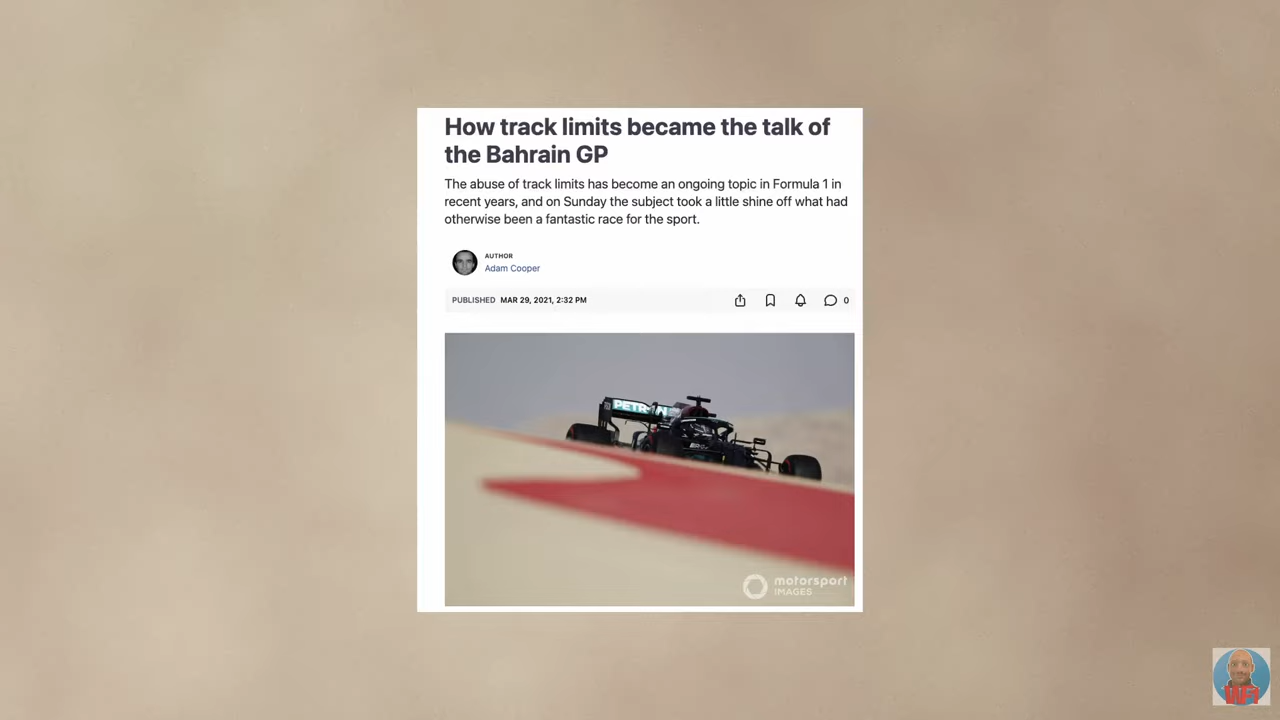 How track limits became the talk of
the Bahrain GP
The abuse of track limits has become an ongoing topic in Formula 1 in
recent years, and on Sunday the subject took a little shine off what had
otherwise been a fantastic race for the sport.
AUTHOR
Adam Cooper
PUBLISHED MAR 29, 2021, 2:32 PM
0
motorsport
IMAGES
WF1